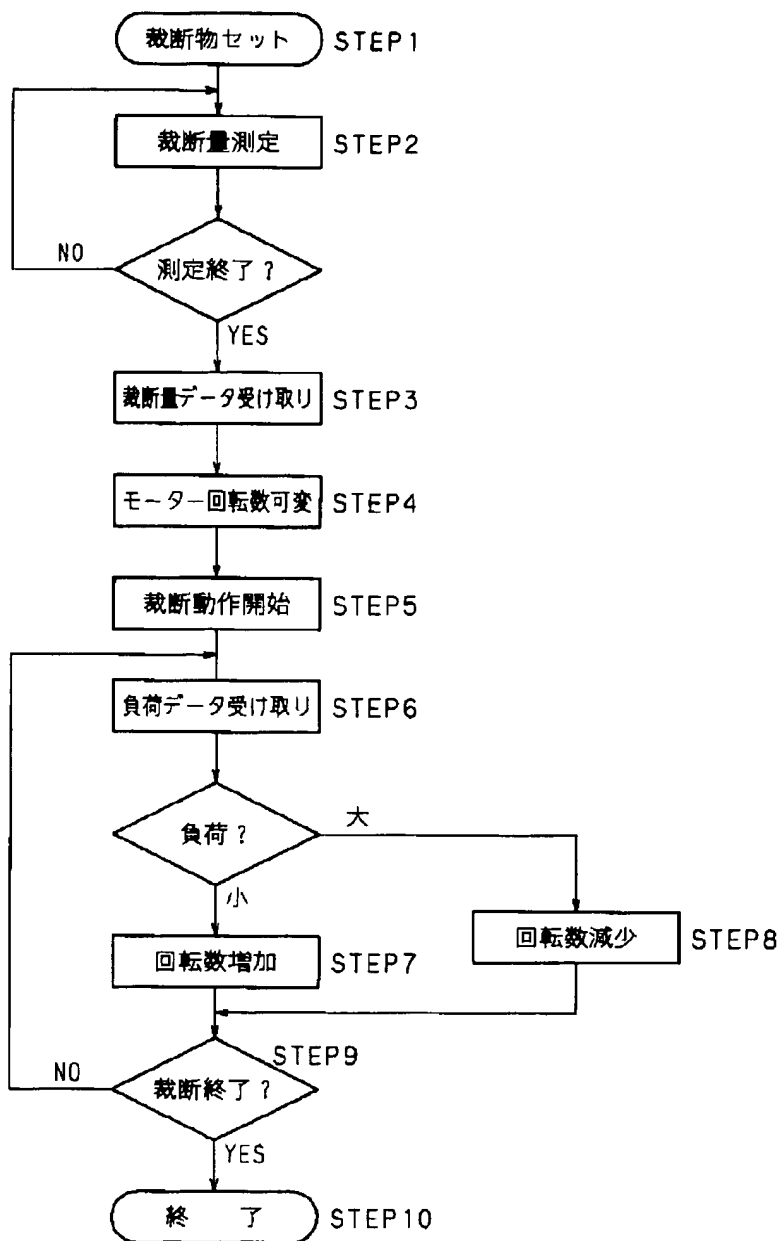 裁断物セット STEP1
裁断量測定 STEP2
NO
測定終了?
YES
裁断量データ受け取り STEP3
モーター回転数可変 STEP4
裁断動作開始 STEP5
負荷データ受け取り STEP6
負荷?
大
小
回転数増加 STEP7
回転数減少 STEP8
STEP9
NO
裁断終了?
YES
終 了 STEP10